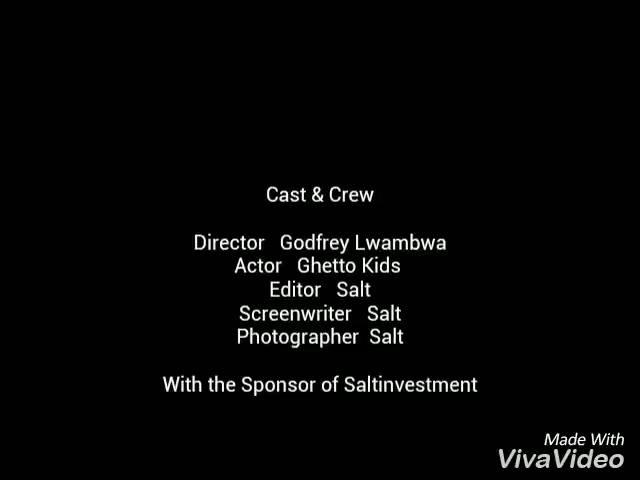 Cast & Crew
Director Godfrey Lwambwa
Actor Ghetto Kids
Editor Salt
Screenwriter Salt
Photographer Salt
With the Sponsor of Saltinvestment
Made With
VivaVideo